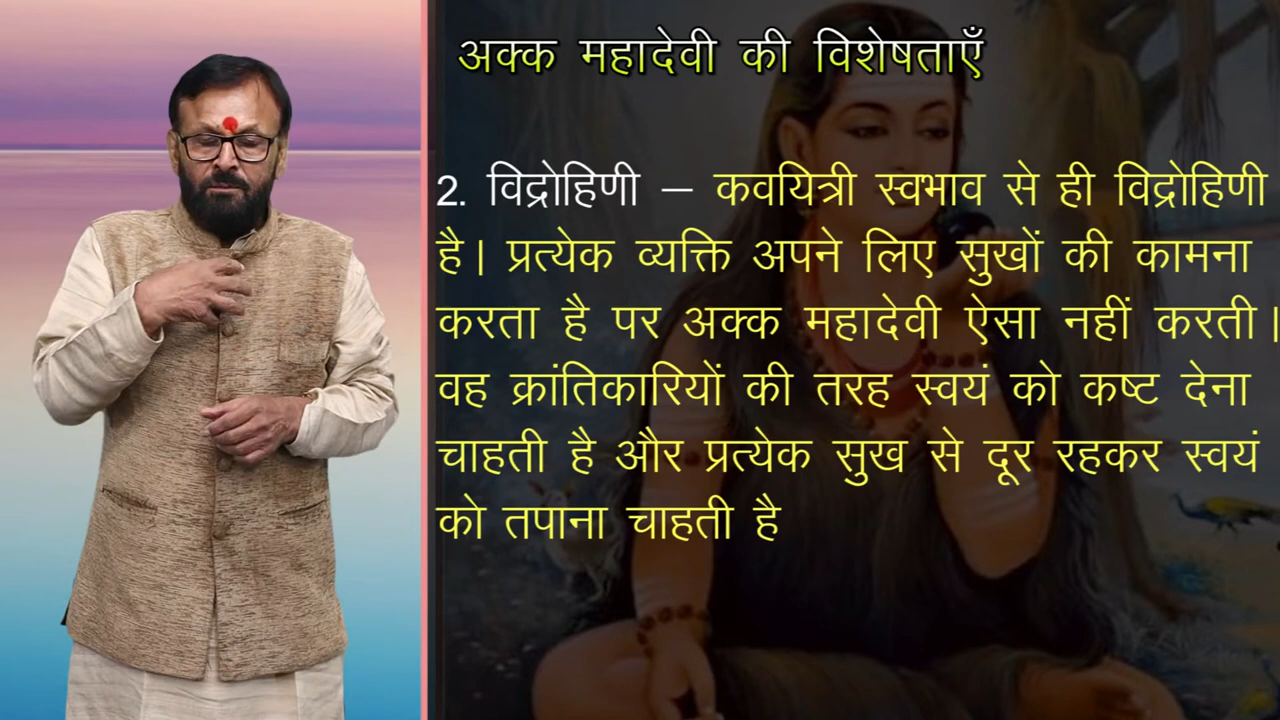 अक्क महादेवी की विशेषताएँ
2. विद्रोहिणी – कवयित्री स्वभाव से ही विद्रोहिणी
है। प्रत्येक व्यक्ति अपने लिए सुखों की कामना
करता है पर अक्क महादेवी ऐसा नहीं करती।
वह क्रांतिकारियों की तरह स्वयं को कष्ट देना
चाहती है और प्रत्येक सुख से दूर रहकर स्वयं
को तपाना चाहती है